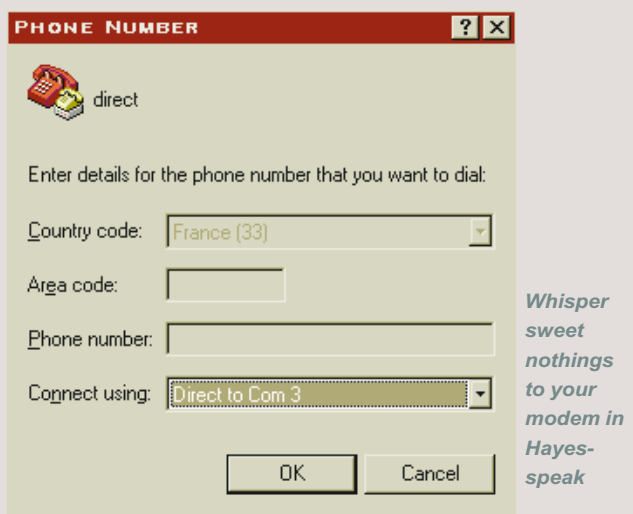 PHONE NUMBER
direct
Enter details for the phone number that you want to dial:
Country code: France (33)
Area code:
Phone number:
Connect using: Direct to Com 3
OK Cancel
Whisper
sweet
nothings
to your
modem in
Hayes-
speak